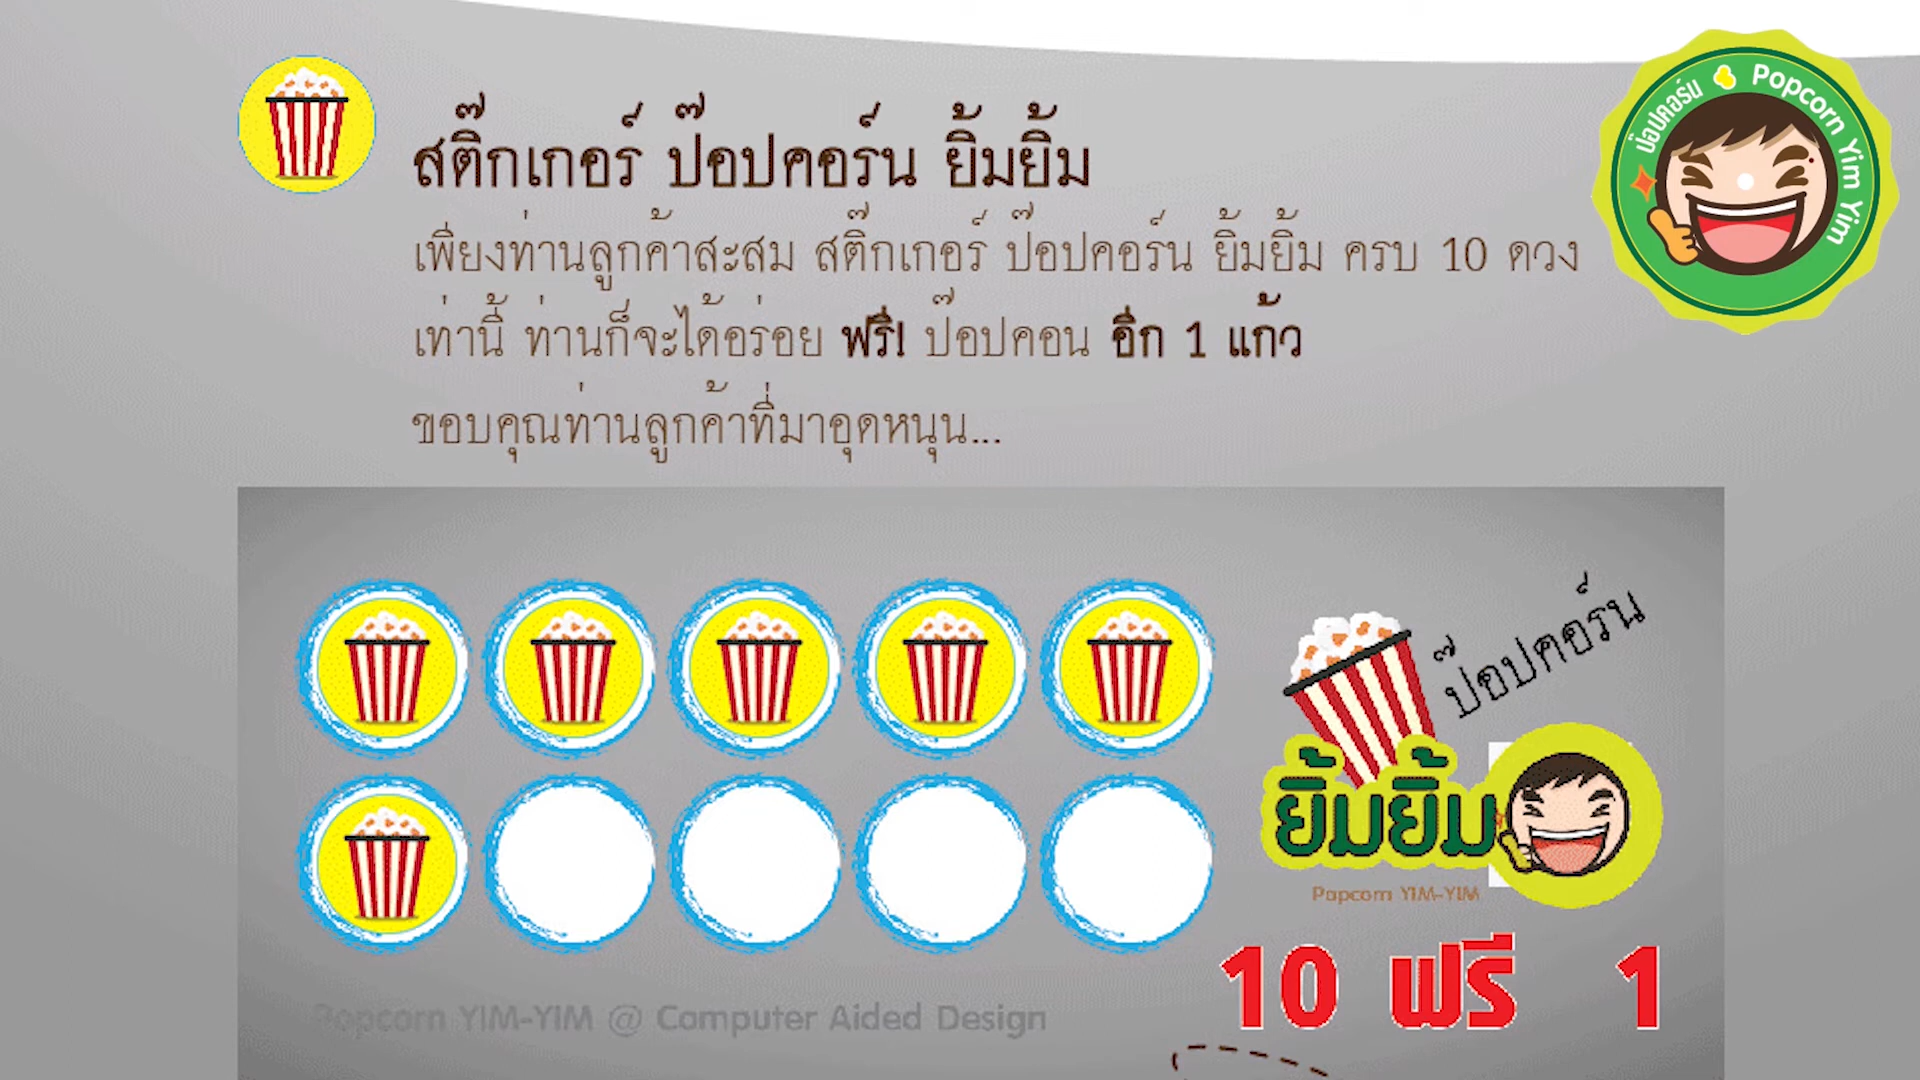 ป๊อปคอร์น Popcorn Yim Yim
สติ๊กเกอร์ ป๊อปคอร์น ยิ้มยิ้ม
เพียงท่านลูกค้าสะสม สติ๊กเกอร์ ป๊อปคอร์น ยิ้มยิ้ม ครบ 10 ดวง
เท่านี้ ท่านก็จะได้อร่อย ฟรี! ป๊อปคอน อีก 1 แก้ว
ขอบคุณท่านลูกค้าที่มาอุดหนุน...
ป๊อปคอร์น
ยิ้มยิ้ม
Popcorn YIM-YIM
10 ฟรี 1
Popcorn YIM-YIM @ Computer Aided Design